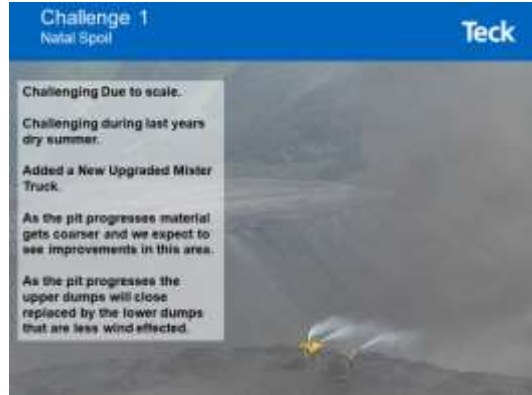 Challenge 1
Natal Spoil
Teck
Challenging Due to scale.
Challenging during last years
dry summer.
Added a New Upgraded Mister
Truck.
As the pit progresses material
gets coarser and we expect to
see improvements in this area.
As the pit progresses the
upper dumps will close
replaced by the lower dumps
that are less wind effected.